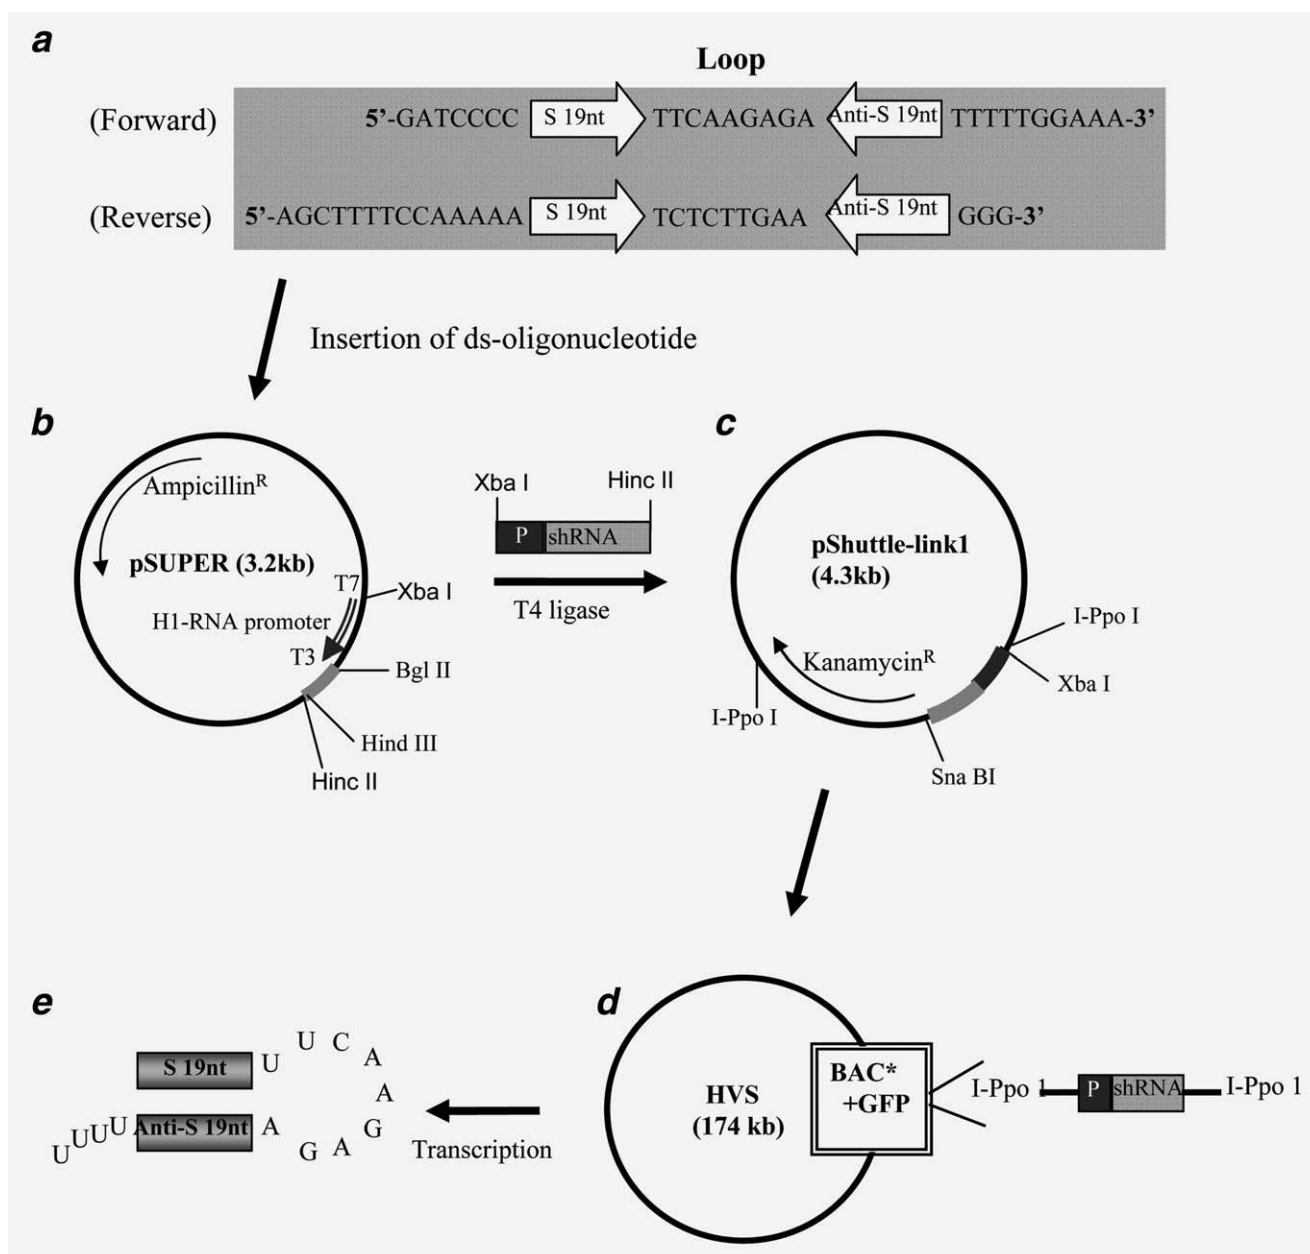 a
Loop
(Forward) 5’-GATCCCC S 19nt TTCAAGAGA Anti-S 19nt TTTTTGGAAA-3’
(Reverse) 5’-AGCTTTTCCAAAAA S 19nt TCTCTTGAA Anti-S 19nt GGG-3’
Insertion of ds-oligonucleotide
b
Ampicillin^R
pSUPER (3.2kb)
T7
Xba I
H1-RNA promoter
T3
Bgl II
Hind III
Hinc II
Xba I Hinc II
P shRNA
T4 ligase
c
pShuttle-link1
(4.3kb)
I-Ppo I
Kanamycin^R
Xba I
I-Ppo I
Sna BI
e
S 19nt U U C A A G A G A
UUUU Anti-S 19nt
Transcription
d
HVS
(174 kb)
BAC*
+GFP
I-Ppo 1 P shRNA I-Ppo 1